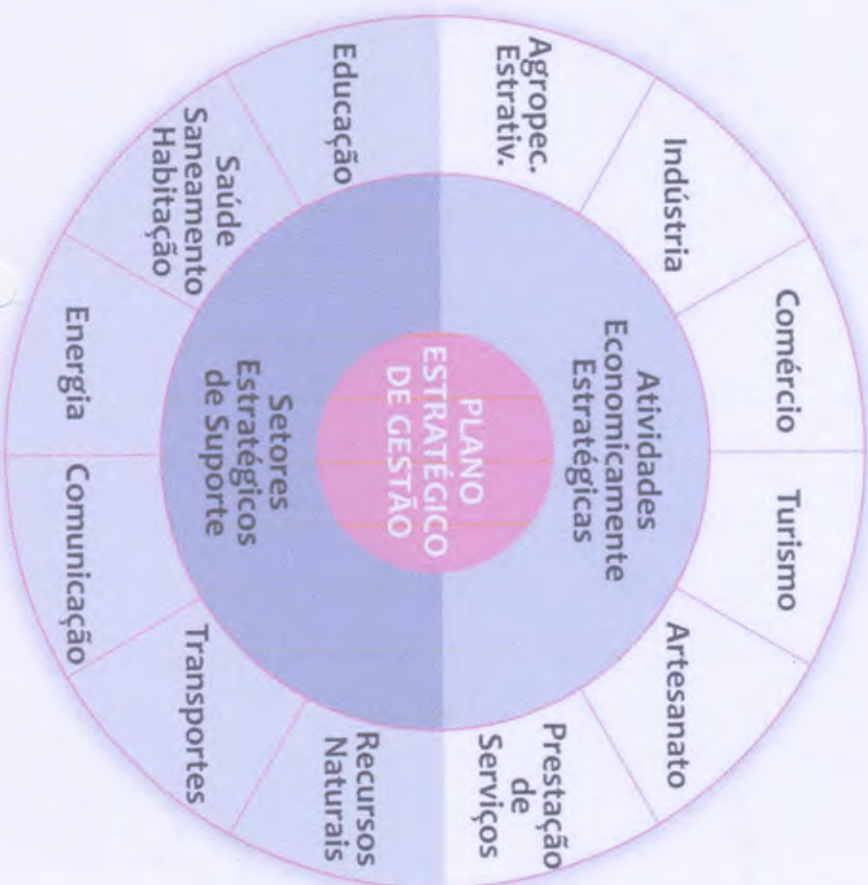 Agropec.
Estrativ.
Indústria
Comércio
Turismo
Artesanato
Prestação
de
Serviços
Atividades
Economicamente
Estratégicas
PLANO
ESTRATÉGICO
DE GESTÃO
Setores
Estratégicos
de Suporte
Educação
Saúde
Saneamento
Habitação
Energia
Comunicação
Transportes
Recursos
Naturais